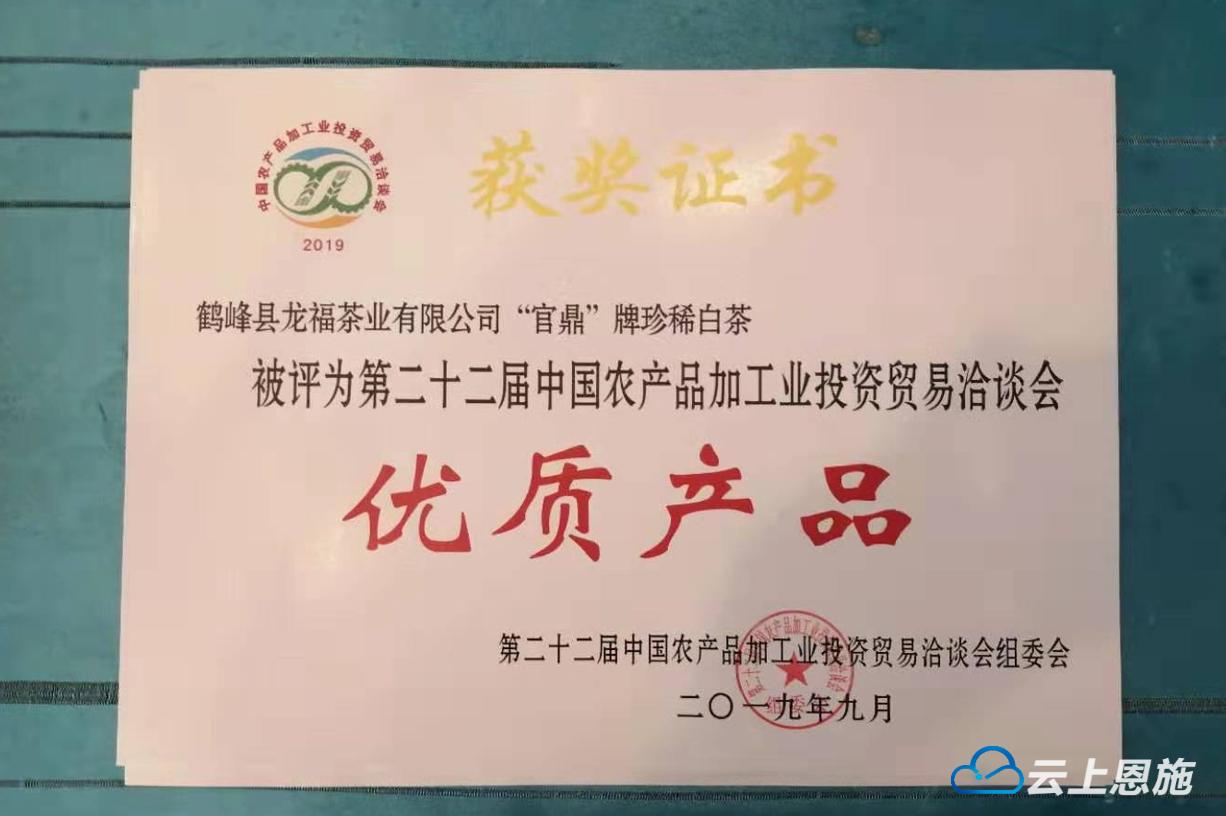 中国农产品加工业投资贸易洽谈会
2019
获奖证书
鹤峰县龙福茶业有限公司“官鼎”牌珍稀白茶
被评为第二十二届中国农产品加工业投资贸易洽谈会
优质产品
第二十二届中国农产品加工业投资贸易洽谈会组委会
二〇一九年九月
云上恩施